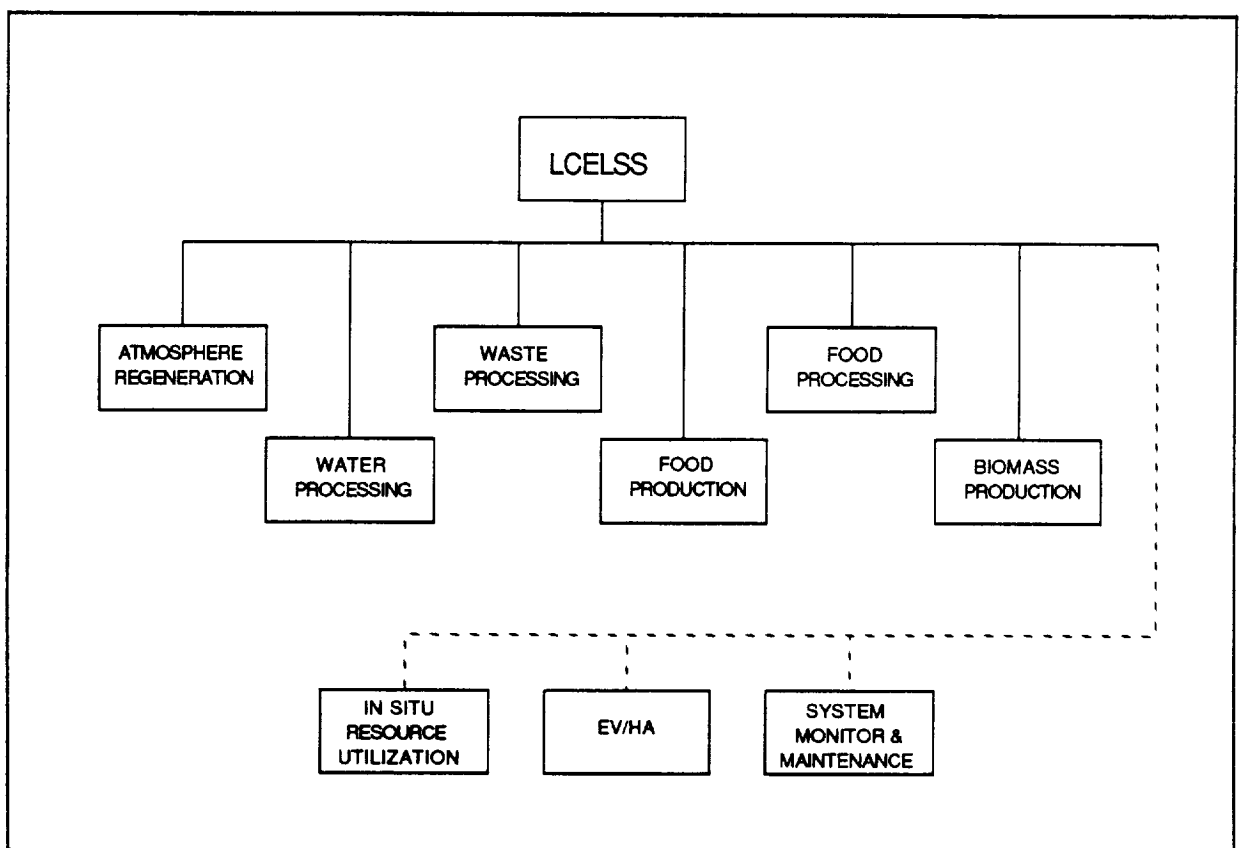 LCELSS
ATMOSPHERE
REGENERATION
WASTE
PROCESSING
FOOD
PROCESSING
WATER
PROCESSING
FOOD
PRODUCTION
BIOMASS
PRODUCTION
IN SITU
RESOURCE
UTILIZATION
EV/HA
SYSTEM
MONITOR &
MAINTENANCE